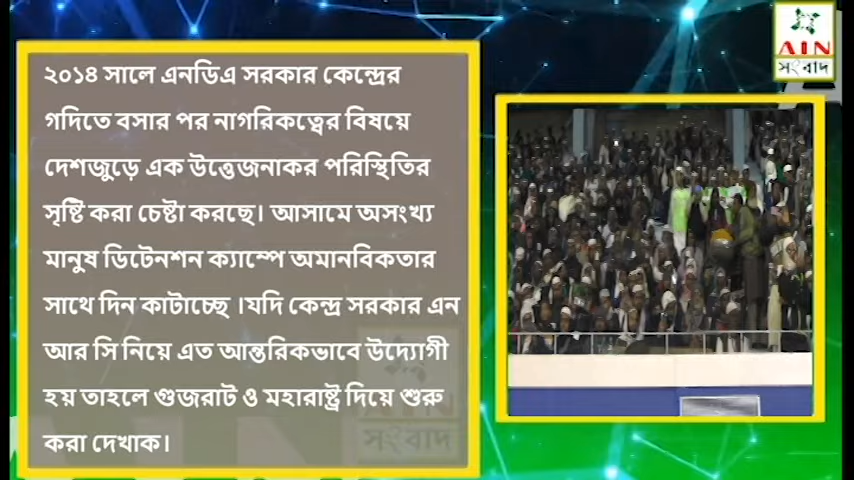 AIN
সংবাদ
২০১৪ সালে এনডিএ সরকার কেন্দ্রের
গদিতে বসার পর নাগরিকত্বের বিষয়ে
দেশজুড়ে এক উত্তেজনাকর পরিস্থিতির
সৃষ্টি করা চেষ্টা করছে। আসামে অসংখ্য
মানুষ ডিটেনশন ক্যাম্পে অমানবিকতার
সাথে দিন কাটাচ্ছে ।যদি কেন্দ্র সরকার এন
আর সি নিয়ে এত আন্তরিকভাবে উদ্যোগী
হয় তাহলে গুজরাট ও মহারাষ্ট্র দিয়ে শুরু
করা দেখাক।
AIN
সংবাদ